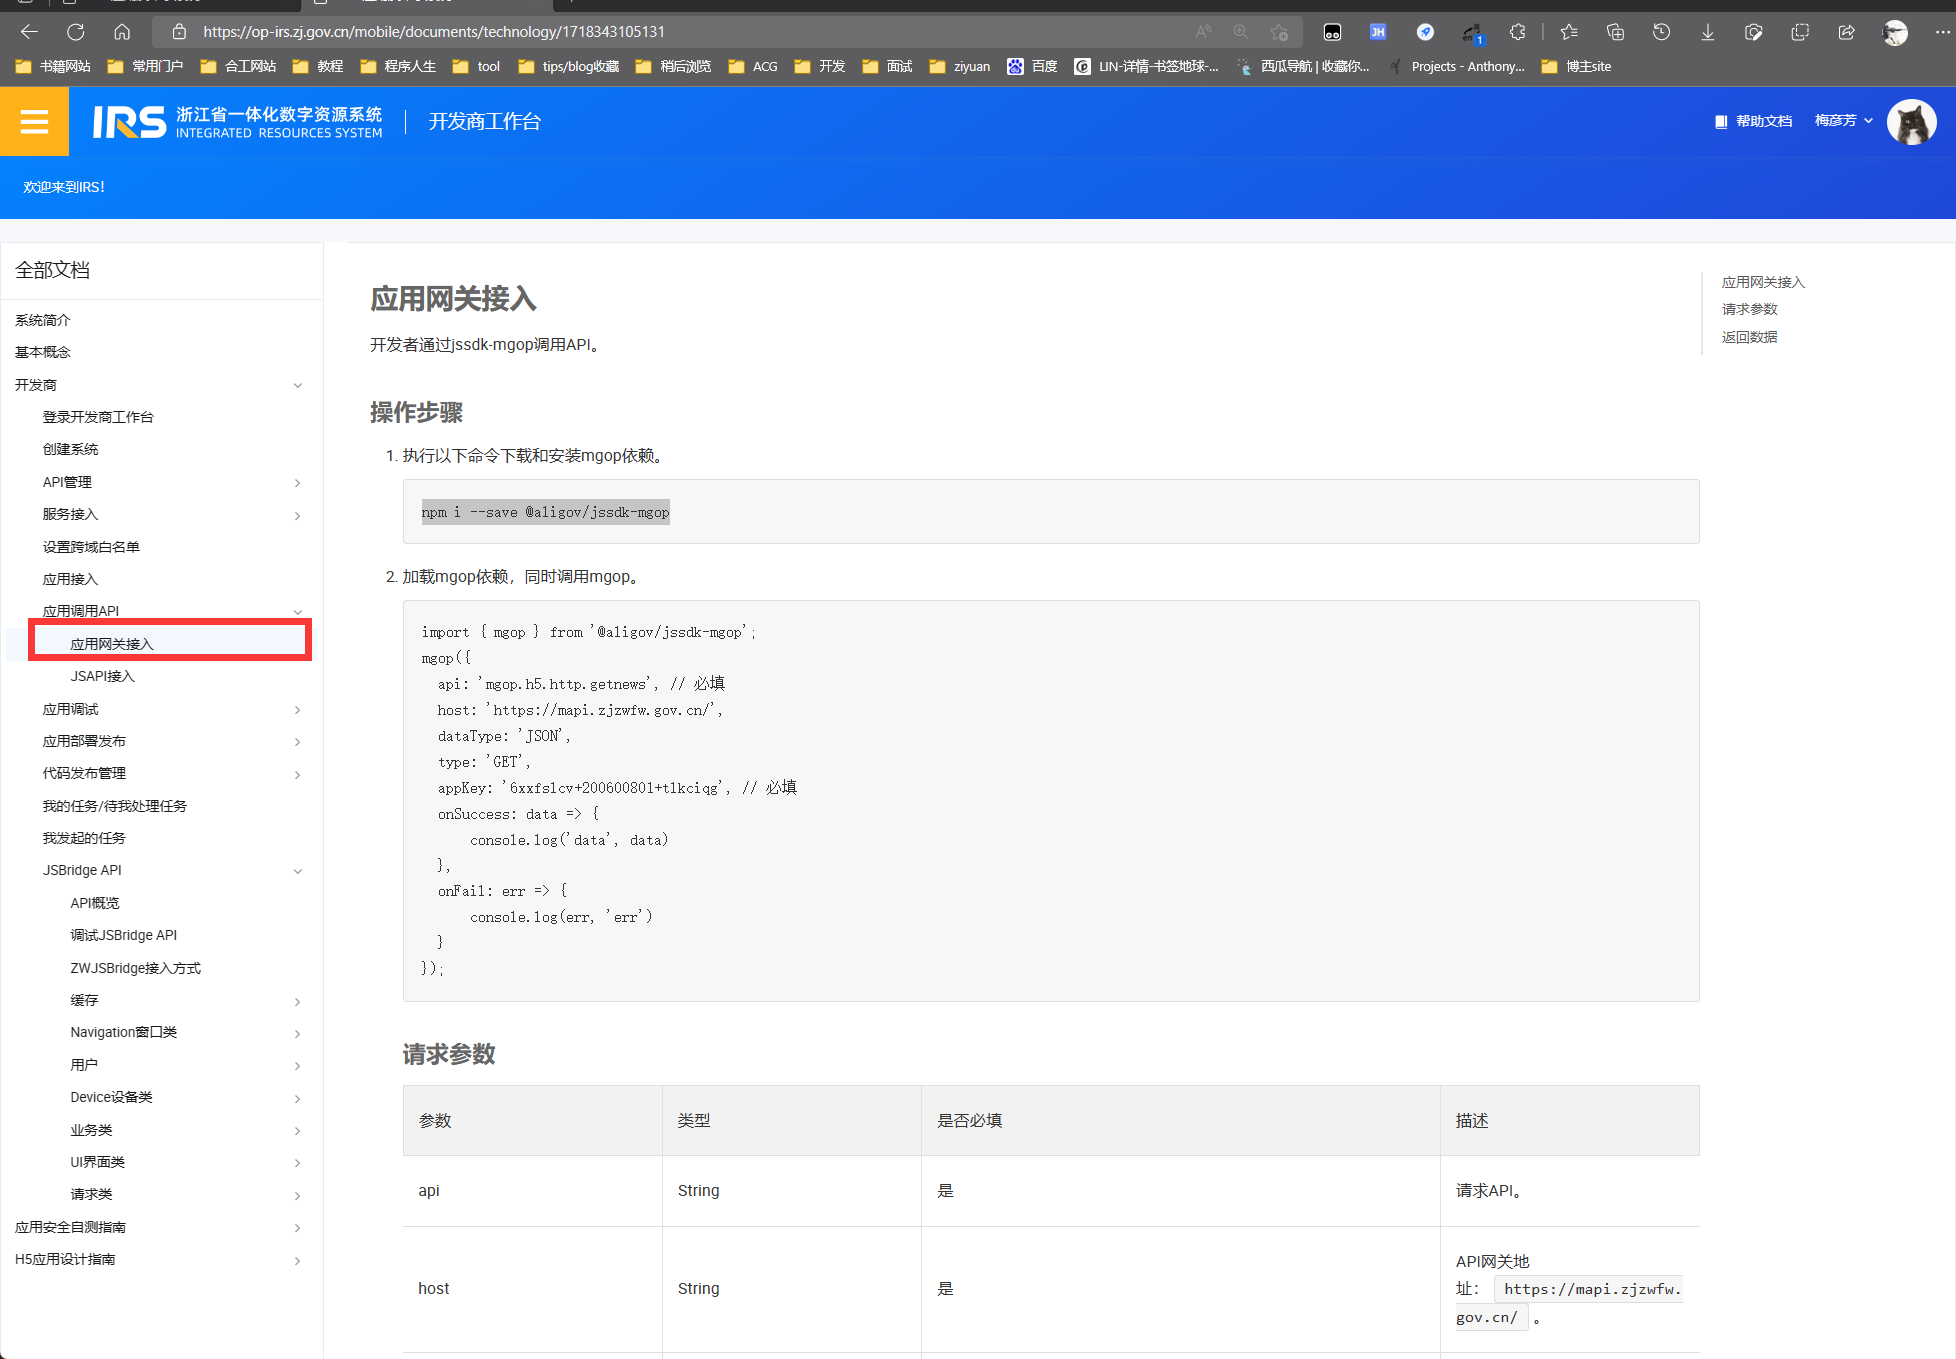 https://op-irs.zj.gov.cn/mobile/documents/technology/1718343105131
JH
1
书籍网站 常用门户 合工网站 教程 程序人生 tool tips/blog收藏 稍后浏览 ACG 开发 面试 ziyuan 百度 LIN-详情-书签地球-... 西瓜导航 | 收藏你... Projects - Anthony,... 博主site
IRS 浙江省一体化数字资源系统
INTEGRATED RESOURCES SYSTEM
开发商工作台
帮助文档 梅彦芳
欢迎来到IRS!
全部文档
系统简介
基本概念
开发商
登录开发商工作台
创建系统
API管理
服务接入
设置跨域白名单
应用接入
应用调用API
应用网关接入
JSAPI接入
应用调试
应用部署发布
代码发布管理
我的任务/待我处理任务
我发起的任务
JSBridge API
API概览
调试JSBridge API
ZWJSBridge接入方式
缓存
Navigation窗口类
用户
Device设备类
业务类
UI界面类
请求类
应用安全自测指南
H5应用设计指南
应用网关接入
开发者通过jssdk-mgop调用API。
操作步骤
1. 执行以下命令下载和安装mgop依赖。
npm i --save @aligov/jssdk-mgop
2. 加载mgop依赖，同时调用mgop。
import { mgop } from '@aligov/jssdk-mgop';
mgop({
api: 'mgop.h5.http.getnews', // 必填
host: 'https://mapi.zjzwfw.gov.cn/',
dataType: 'JSON',
type: 'GET',
appKey: '6xxfslcv+200600801+tlkciqg', // 必填
onSuccess: data => {
console.log('data', data)
},
onFail: err => {
console.log(err, 'err')
}
});
请求参数
参数 类型 是否必填 描述
api String 是 请求API。
host String 是 API网关地
址： https://mapi.zjzwfw.
gov.cn/ 。
应用网关接入
请求参数
返回数据